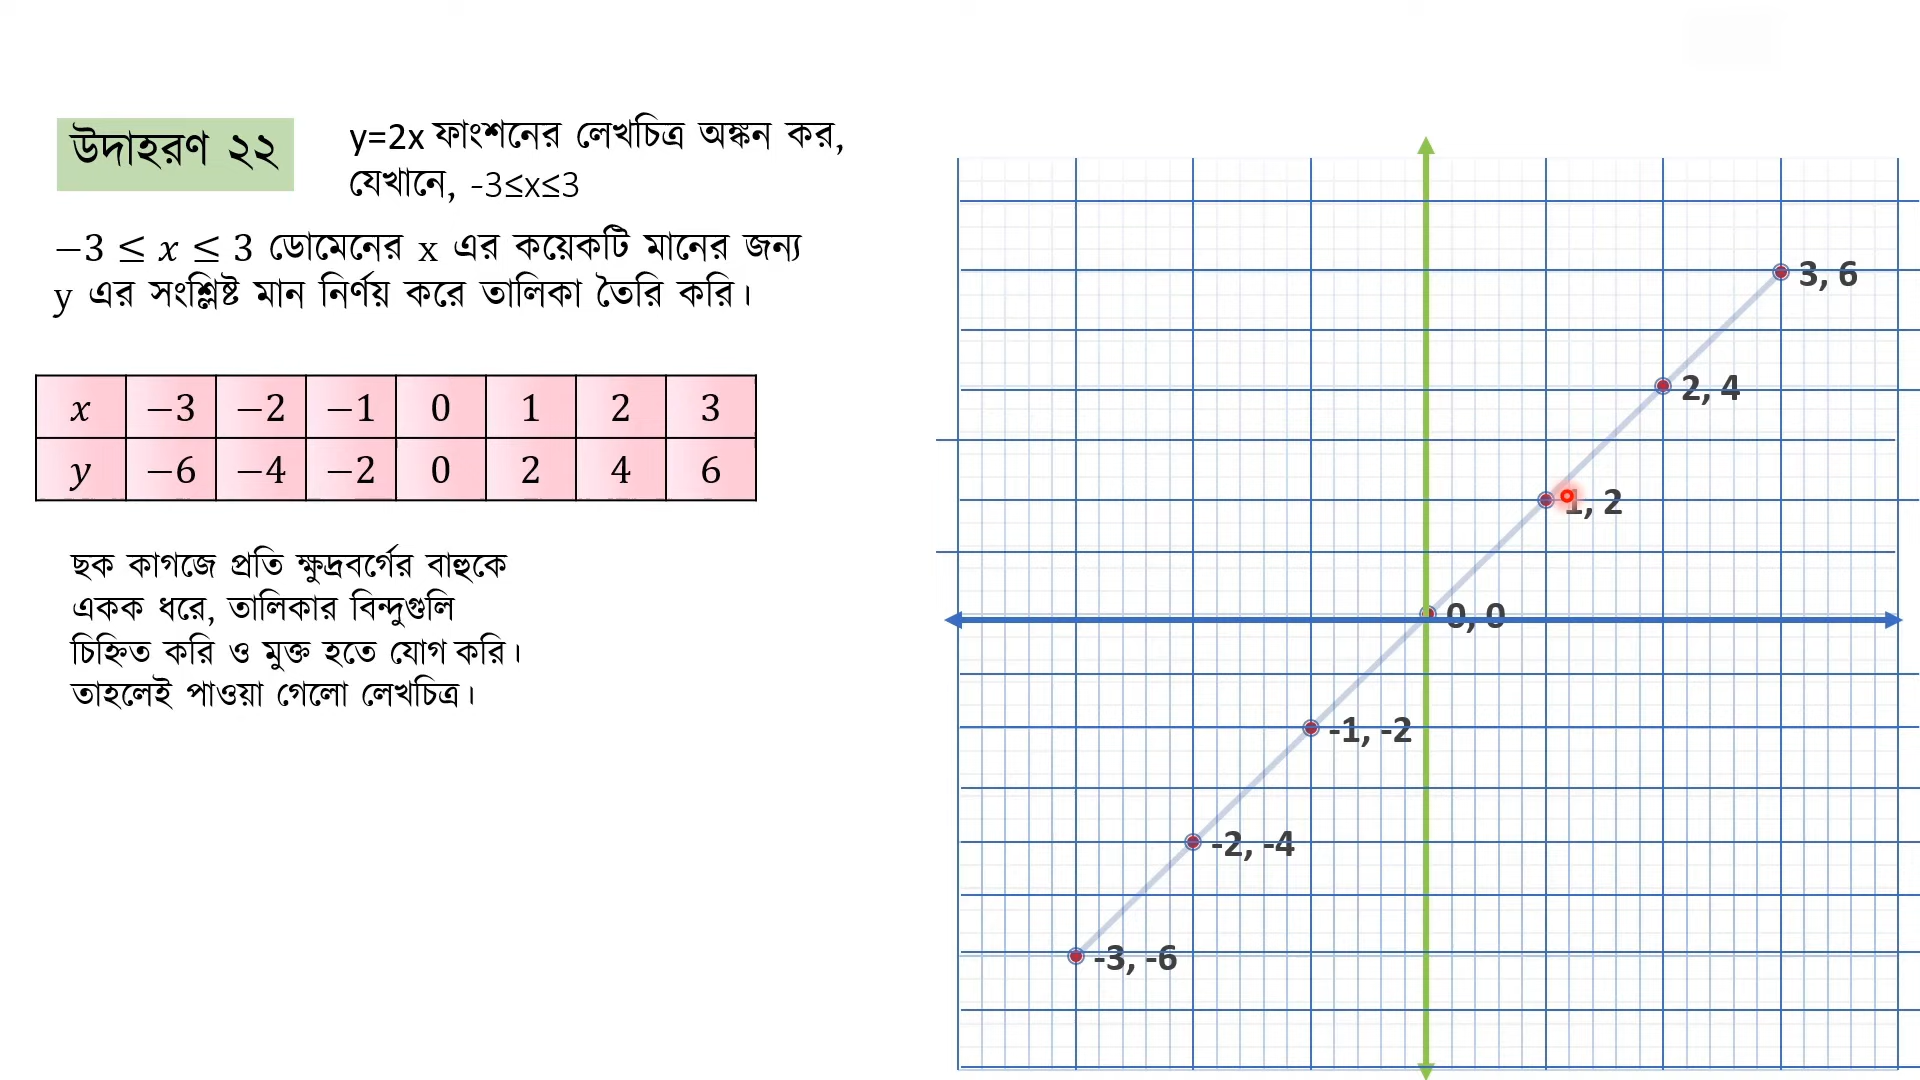 উদাহরণ ২২
y=2x ফাংশনের লেখচিত্র অঙ্কন কর,
যেখানে, -3≤x≤3
−3 ≤ x ≤ 3 ডোমেনের x এর কয়েকটি মানের জন্য
y এর সংশ্লিষ্ট মান নির্ণয় করে তালিকা তৈরি করি।
x −3 −2 −1 0 1 2 3
y −6 −4 −2 0 2 4 6
ছক কাগজে প্রতি ক্ষুদ্রবর্গের বাহুকে
একক ধরে, তালিকার বিন্দুগুলি
চিহ্নিত করি ও মুক্ত হতে যোগ করি।
তাহলেই পাওয়া গেলো লেখচিত্র।
3, 6
2, 4
1, 2
0, 0
-1, -2
-2, -4
-3, -6